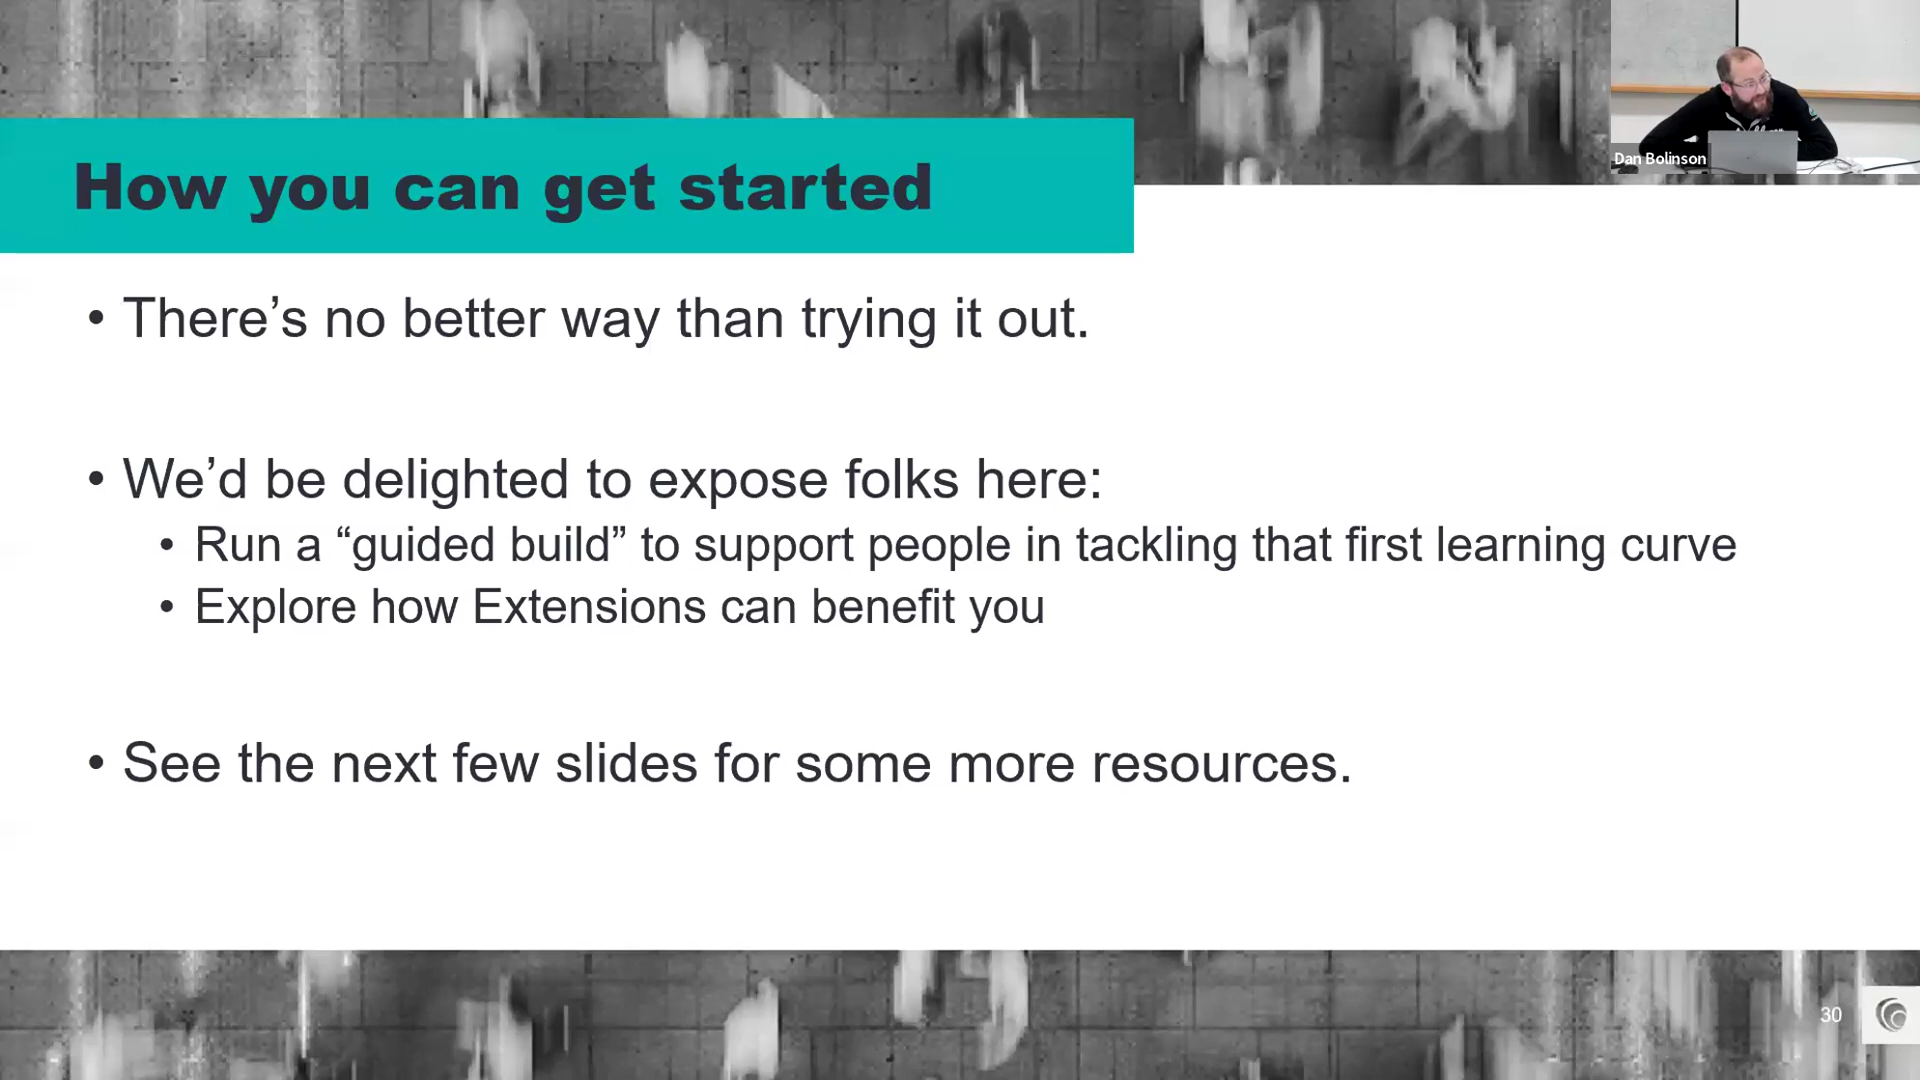 Dan Bolinson
How you can get started
• There’s no better way than trying it out.
• We’d be delighted to expose folks here:
• Run a “guided build” to support people in tackling that first learning curve
• Explore how Extensions can benefit you
• See the next few slides for some more resources.
30